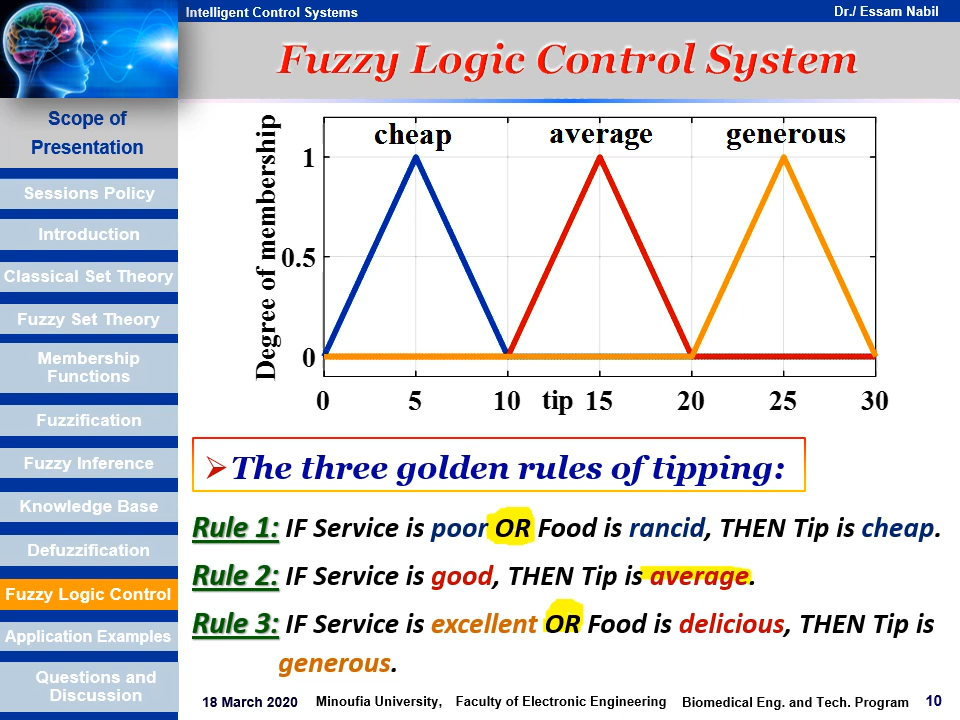 Intelligent Control Systems
Dr./ Essam Nabil
Fuzzy Logic Control System
Scope of
Presentation
Sessions Policy
Introduction
Classical Set Theory
Fuzzy Set Theory
Membership
Functions
Fuzzification
Fuzzy Inference
Knowledge Base
Defuzzification
Fuzzy Logic Control
Application Examples
Questions and
Discussion
cheap average generous
Degree of membership
1
0.5
0
0 5 10 tip 15 20 25 30
The three golden rules of tipping:
Rule 1: IF Service is poor OR Food is rancid, THEN Tip is cheap.
Rule 2: IF Service is good, THEN Tip is average.
Rule 3: IF Service is excellent OR Food is delicious, THEN Tip is
generous.
18 March 2020 Minoufia University, Faculty of Electronic Engineering Biomedical Eng. and Tech. Program 10